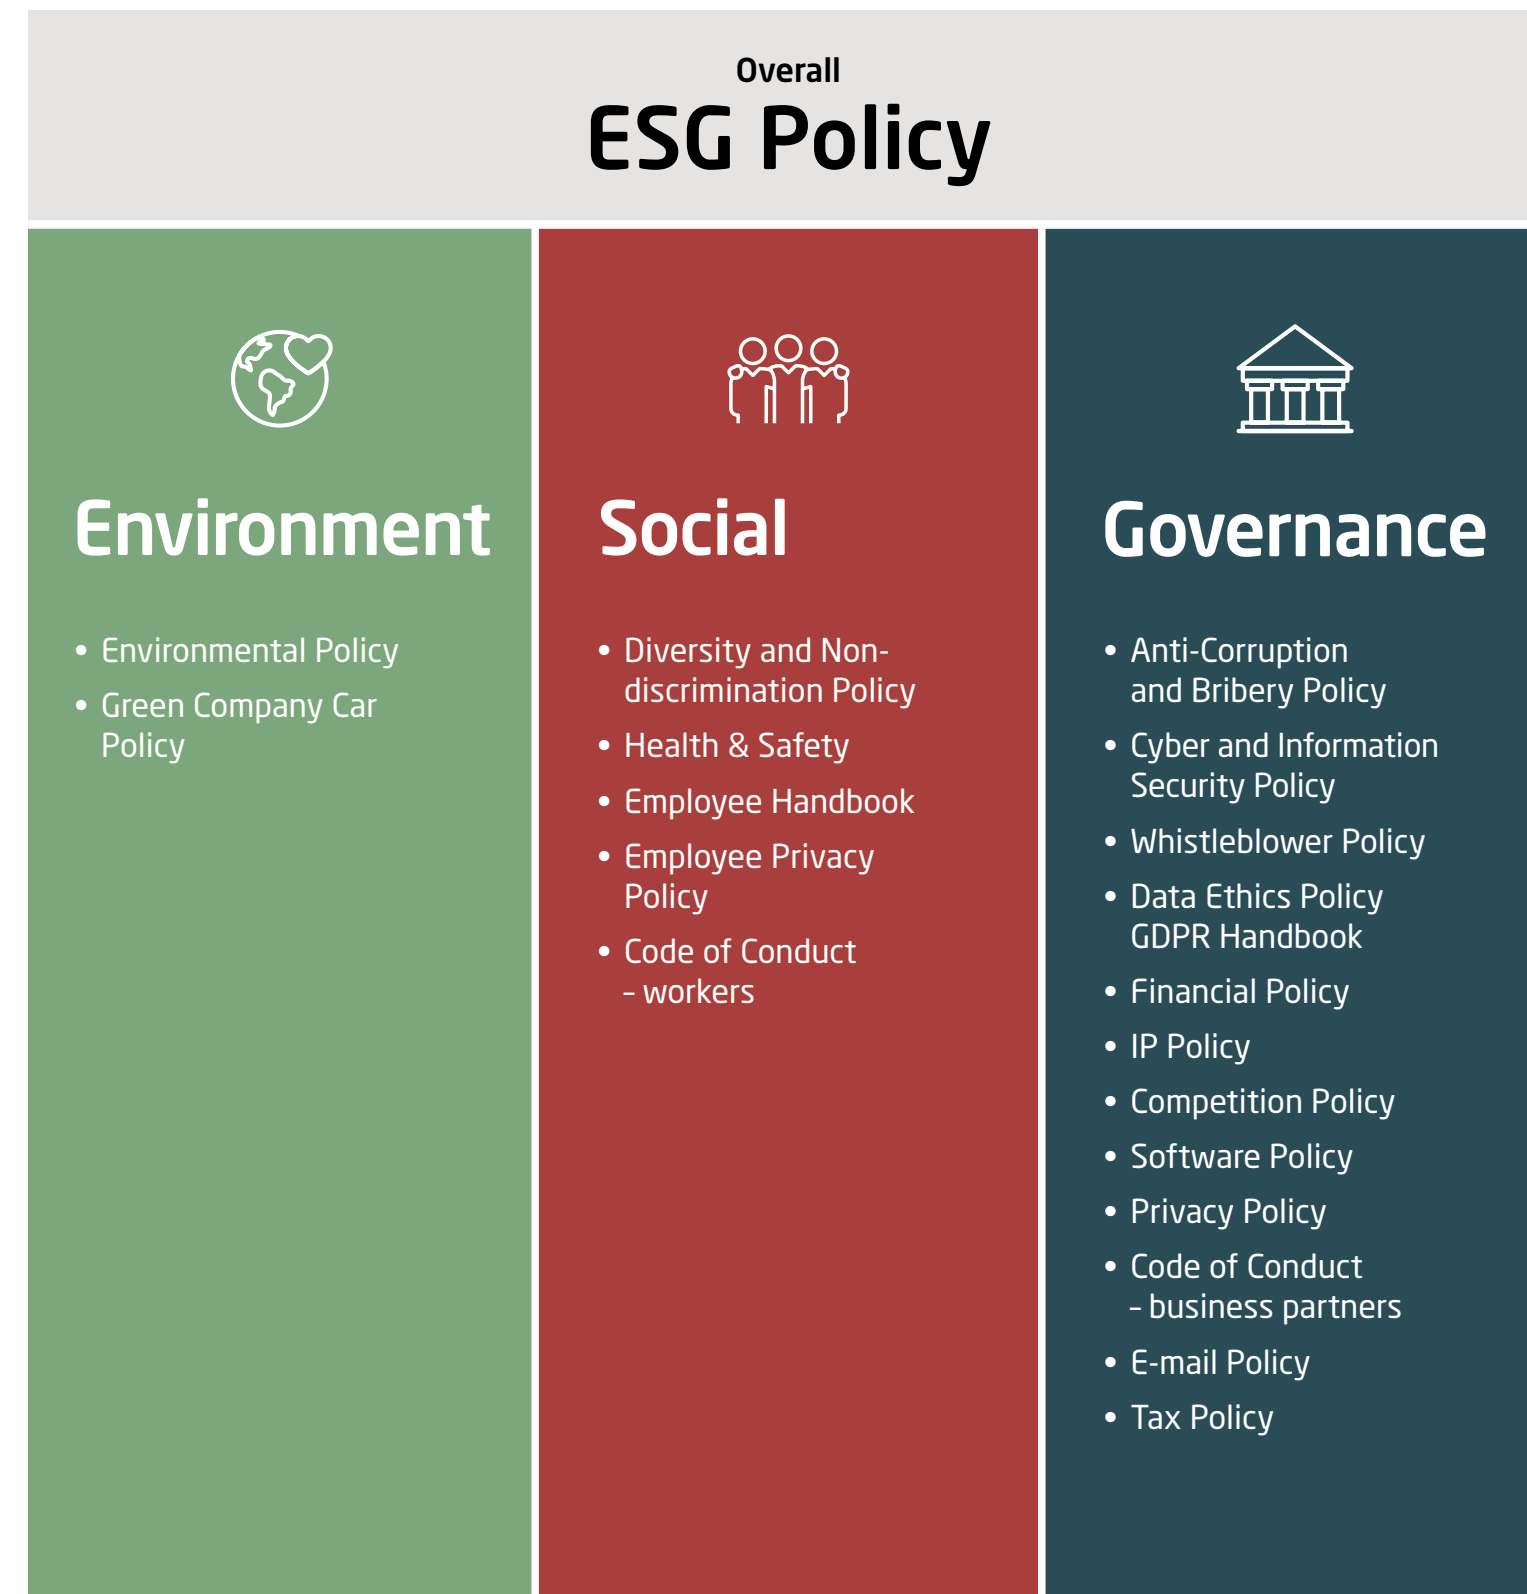 Overall
ESG Policy
Environment
• Environmental Policy
• Green Company Car
Policy
Social
• Diversity and Non-
discrimination Policy
• Health & Safety
• Employee Handbook
• Employee Privacy
Policy
• Code of Conduct
– workers
Governance
• Anti-Corruption
and Bribery Policy
• Cyber and Information
Security Policy
• Whistleblower Policy
• Data Ethics Policy
GDPR Handbook
• Financial Policy
• IP Policy
• Competition Policy
• Software Policy
• Privacy Policy
• Code of Conduct
– business partners
• E-mail Policy
• Tax Policy